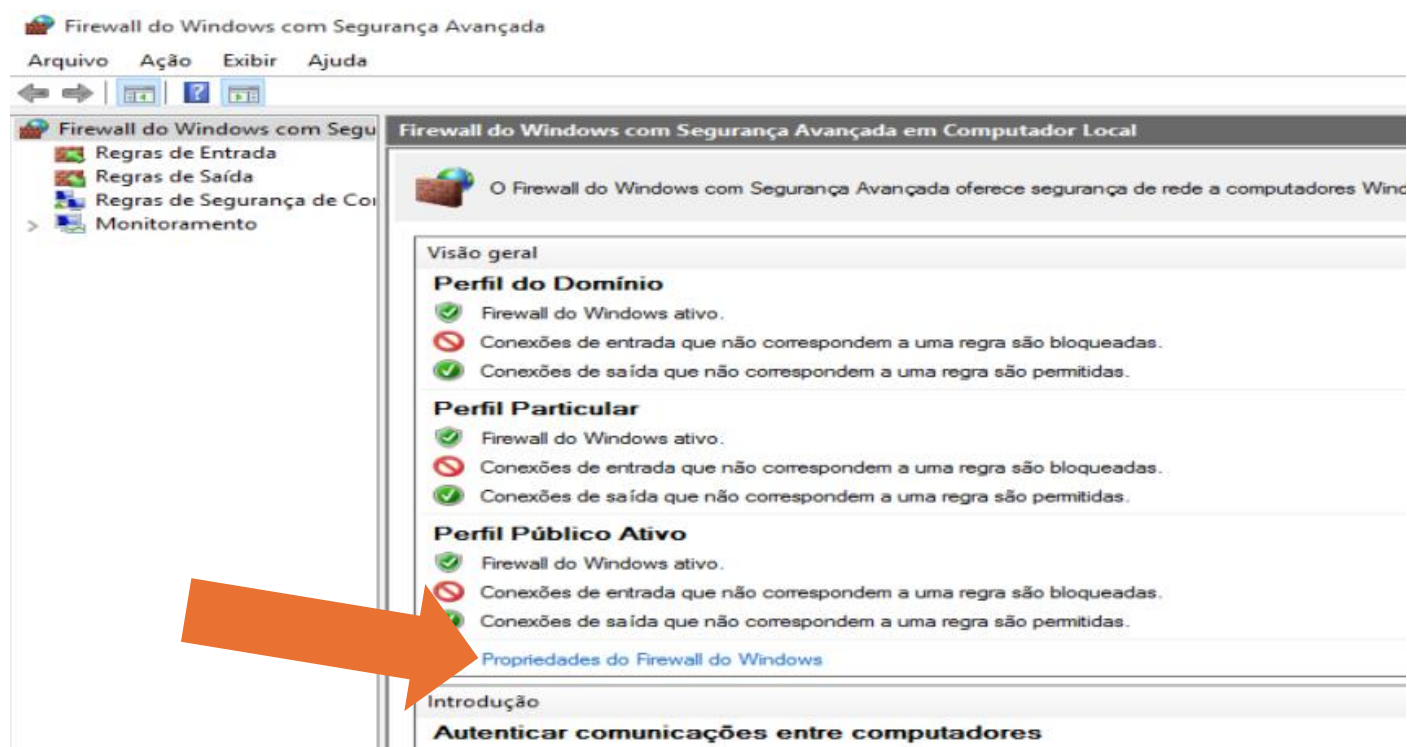 Firewall do Windows com Segurança Avançada
Arquivo Ação Exibir Ajuda
Firewall do Windows com Segu
Regras de Entrada
Regras de Saída
Regras de Segurança de Co
Monitoramento
Firewall do Windows com Segurança Avançada em Computador Local
O Firewall do Windows com Segurança Avançada oferece segurança de rede a computadores Wind
Visão geral
Perfil do Domínio
Firewall do Windows ativo.
Conexões de entrada que não correspondem a uma regra são bloqueadas.
Conexões de saída que não correspondem a uma regra são permitidas.
Perfil Particular
Firewall do Windows ativo.
Conexões de entrada que não correspondem a uma regra são bloqueadas.
Conexões de saída que não correspondem a uma regra são permitidas.
Perfil Público Ativo
Firewall do Windows ativo.
Conexões de entrada que não correspondem a uma regra são bloqueadas.
Conexões de saída que não correspondem a uma regra são permitidas.
Propriedades do Firewall do Windows
Introdução
Autenticar comunicações entre computadores